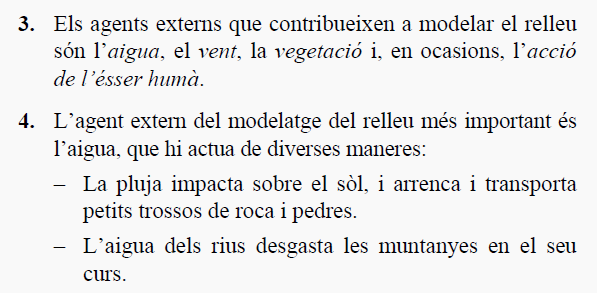 3. Els agents externs que contribueixen a modelar el relleu
són l’aigua, el vent, la vegetació i, en ocasions, l’acció
de l’ésser humà.
4. L’agent extern del modelatge del relleu més important és
l’aigua, que hi actua de diverses maneres:
– La pluja impacta sobre el sòl, i arrenca i transporta
petits trossos de roca i pedres.
– L’aigua dels rius desgasta les muntanyes en el seu
curs.